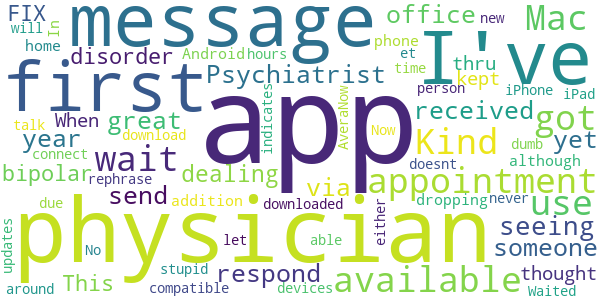 FIX
will
home
In
message
office
Mac
new
I've
disorder
Android
hours
phone
et
time
thru
first
Psychiatrist
kept
iPhone
iPad
person
When
great
indicates
app
AveraNow
received
got
year
talk
download
wait
Now
Kind
doesnt
dumb
yet
connect
rephrase
bipolar
dealing
via
appointment
although
send
downloaded
dropping
never
use
due
addition
physician
either
seeing
someone
updates
No
let
able
stupid
respond
available
thought
around
This
compatible
devices
Waited